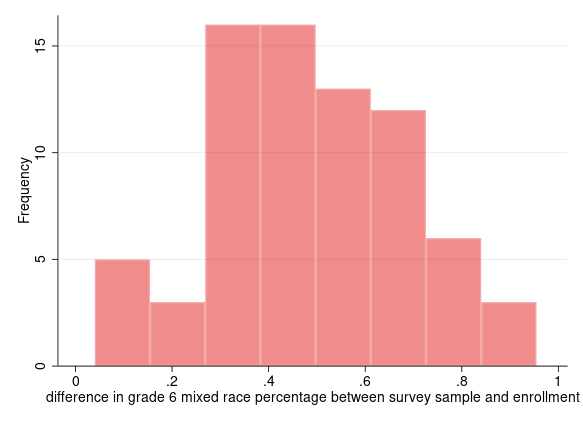 15
10
5
0
Frequency
0 .2 .4 .6 .8 1
difference in grade 6 mixed race percentage between survey sample and enrollment